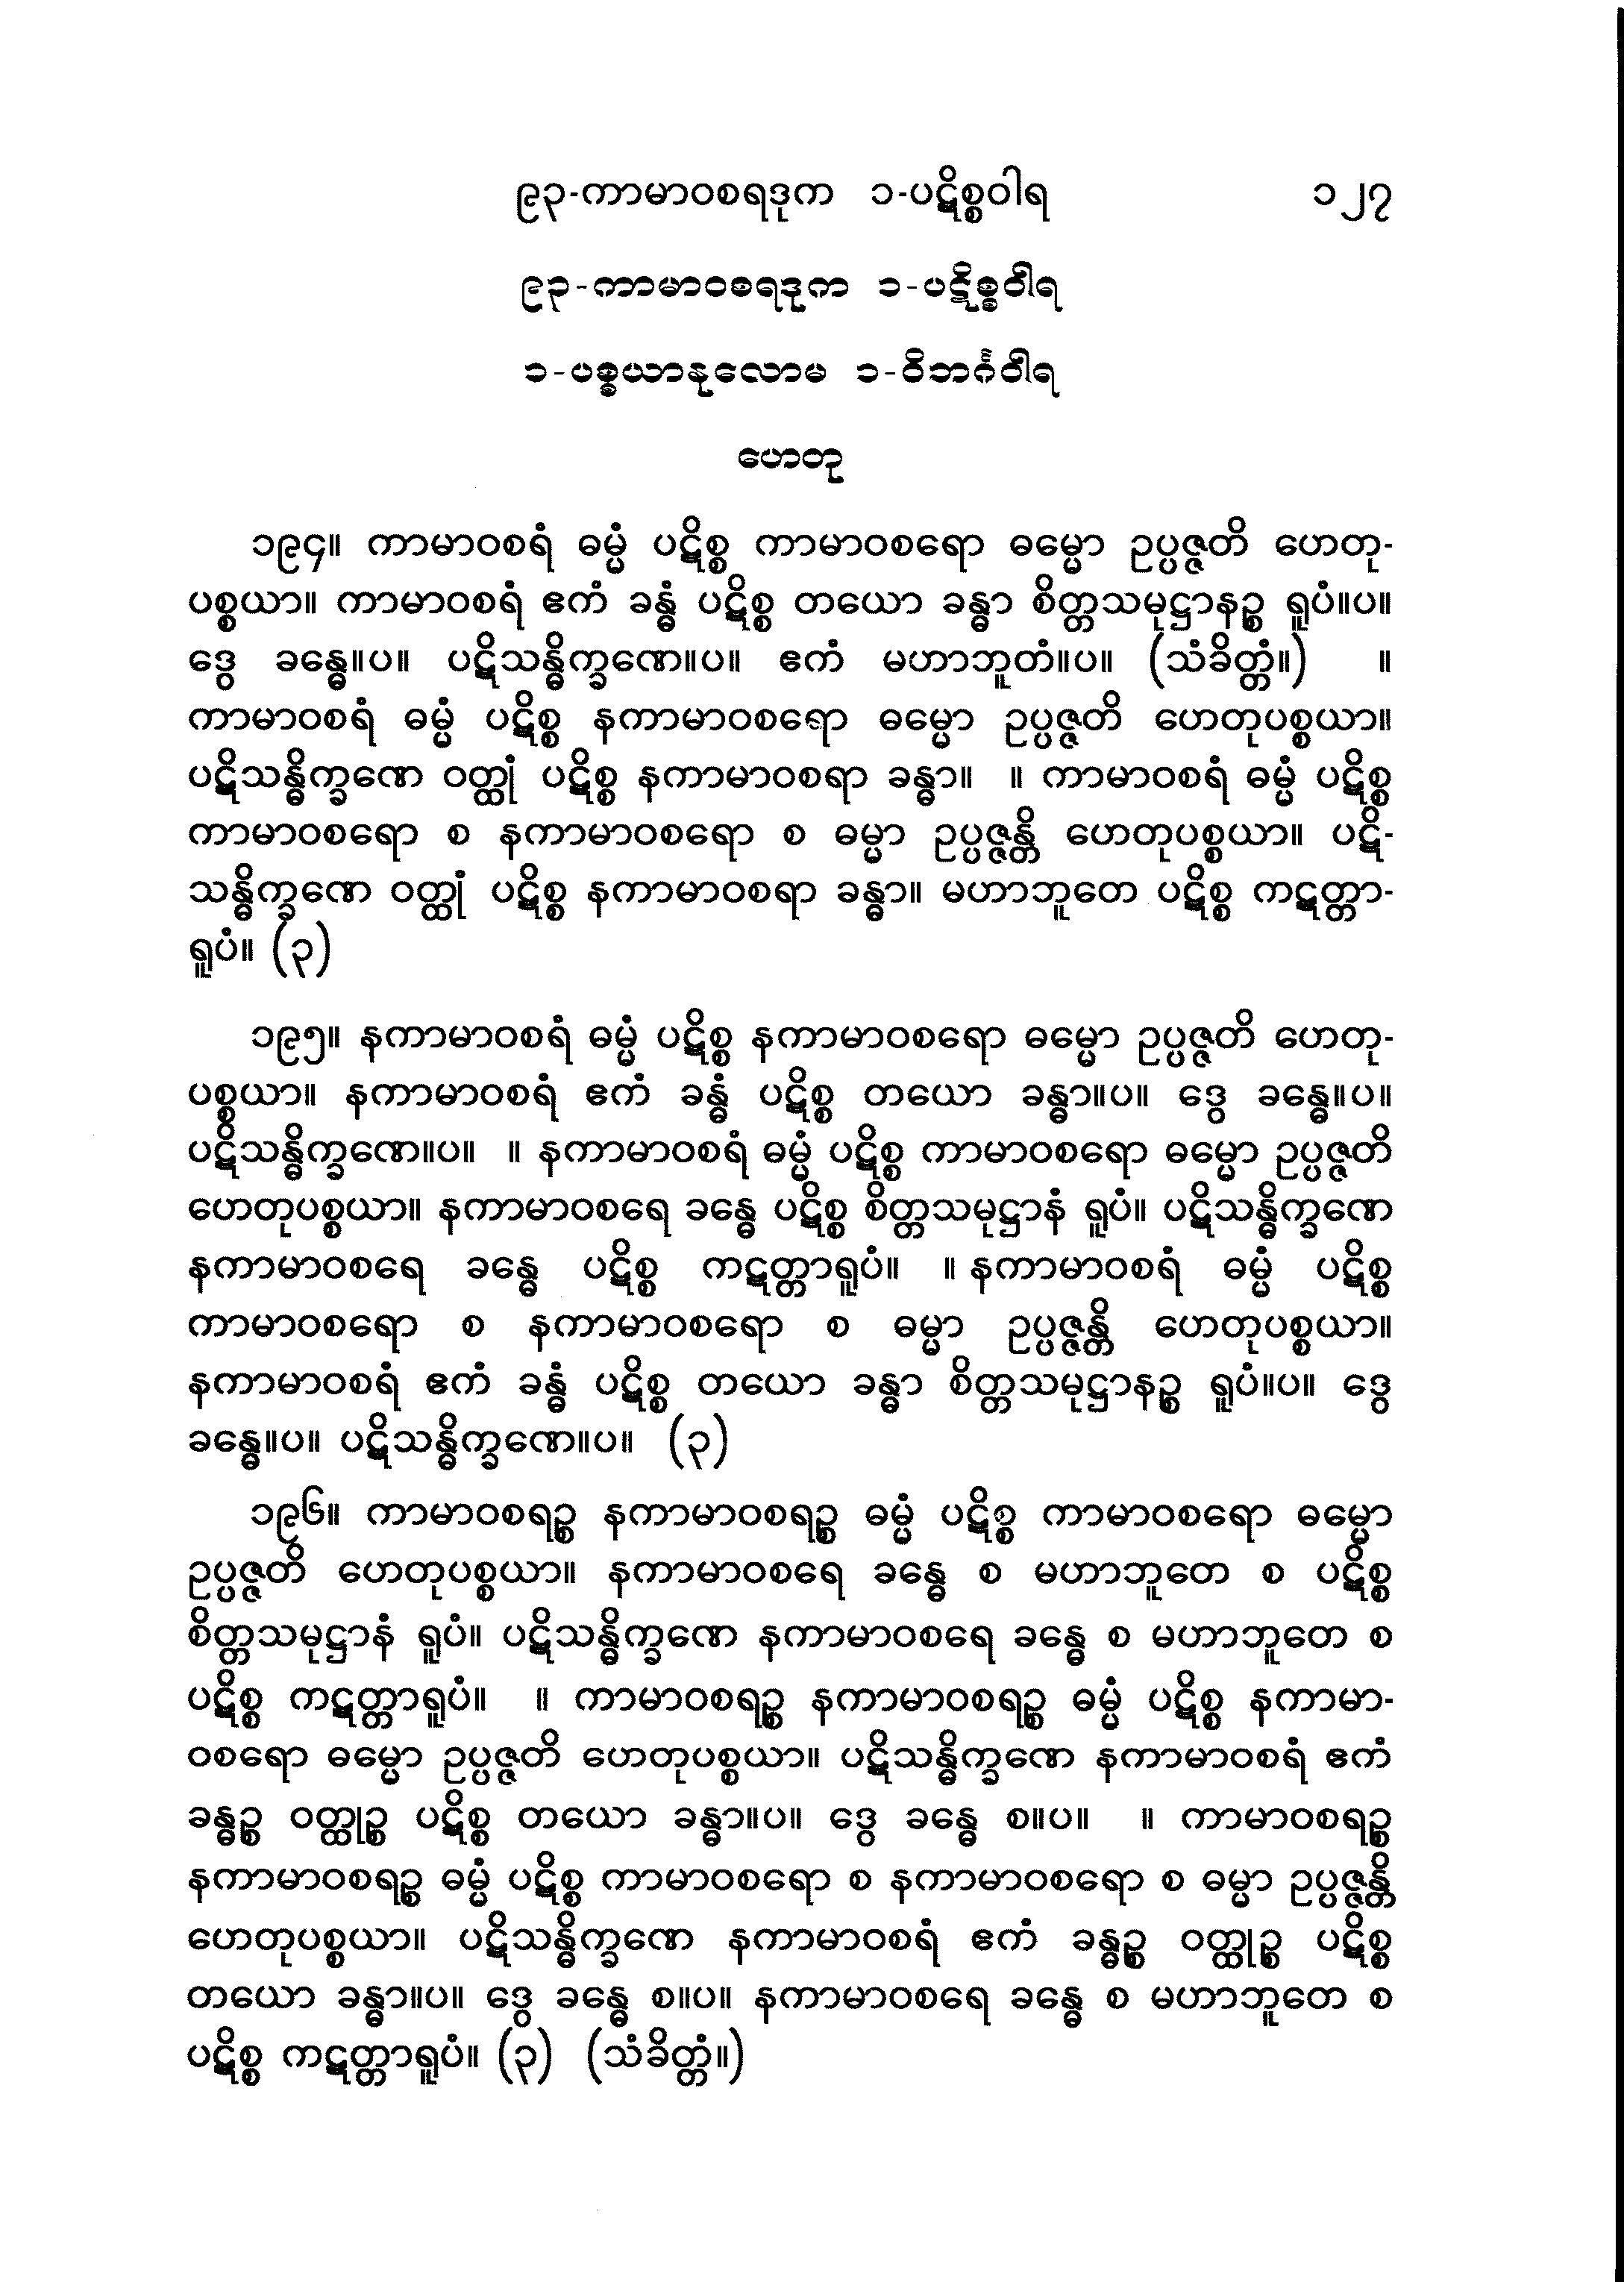 ၉၃-ကာမာဝစရဒုက ၁-ပဋိစ္စဝါရ ၁၂၇
၉၃-ကာမာဝစရဒုက ၁-ပဋိစ္စဝါရ
၁-ပစ္စယာနုလောမ ၁-ဝိဘင်္ဂဝါရ
ဟေတု
၁၉၄။ ကာမာဝစရံ ဓမ္မံ ပဋိစ္စ ကာမာဝစရော ဓမ္မော ဥပ္ပဇ္ဇတိ ဟေတု-
ပစ္စယာ။ ကာမာဝစရံ ဧကံ ခန္ဓံ ပဋိစ္စ တယော ခန္ဓာ စိတ္တသမုဋ္ဌာနဉ္စ ရူပံ။ပ။
ဒွေ ခန္ဓေ။ပ။ ပဋိသန္ဓိက္ခဏေ။ပ။ ဧကံ မဟာဘူတံ။ပ။ (သံခိတ္တံ။) ။
ကာမာဝစရံ ဓမ္မံ ပဋိစ္စ နကာမာဝစရော ဓမ္မော ဥပ္ပဇ္ဇတိ ဟေတုပစ္စယာ။
ပဋိသန္ဓိက္ခဏေ ဝတ္ထုံ ပဋိစ္စ နကာမာဝစရာ ခန္ဓာ။ ။ ကာမာဝစရံ ဓမ္မံ ပဋိစ္စ
ကာမာဝစရော စ နကာမာဝစရော စ ဓမ္မာ ဥပ္ပဇ္ဇန္တိ ဟေတုပစ္စယာ။ ပဋိ-
သန္ဓိက္ခဏေ ဝတ္ထုံ ပဋိစ္စ နကာမာဝစရာ ခန္ဓာ။ မဟာဘူတေ ပဋိစ္စ ကဋတ္တာ-
ရူပံ။ (၃)
၁၉၅။ နကာမာဝစရံ ဓမ္မံ ပဋိစ္စ နကာမာဝစရော ဓမ္မော ဥပ္ပဇ္ဇတိ ဟေတု-
ပစ္စယာ။ နကာမာဝစရံ ဧကံ ခန္ဓံ ပဋိစ္စ တယော ခန္ဓာ။ပ။ ဒွေ ခန္ဓေ။ပ။
ပဋိသန္ဓိက္ခဏေ။ပ။ ။ နကာမာဝစရံ ဓမ္မံ ပဋိစ္စ ကာမာဝစရော ဓမ္မော ဥပ္ပဇ္ဇတိ
ဟေတုပစ္စယာ။ နကာမာဝစရေ ခန္ဓေ ပဋိစ္စ စိတ္တသမုဋ္ဌာနံ ရူပံ။ ပဋိသန္ဓိက္ခဏေ
နကာမာဝစရေ ခန္ဓေ ပဋိစ္စ ကဋတ္တာရူပံ။ ။ နကာမာဝစရံ ဓမ္မံ ပဋိစ္စ
ကာမာဝစရော စ နကာမာဝစရော စ ဓမ္မာ ဥပ္ပဇ္ဇန္တိ ဟေတုပစ္စယာ။
နကာမာဝစရံ ဧကံ ခန္ဓံ ပဋိစ္စ တယော ခန္ဓာ စိတ္တသမုဋ္ဌာနဉ္စ ရူပံ။ပ။ ဒွေ
ခန္ဓေ။ပ။ ပဋိသန္ဓိက္ခဏေ။ပ။ (၃)
၁၉၆။ ကာမာဝစရဉ္စ နကာမာဝစရဉ္စ ဓမ္မံ ပဋိစ္စ ကာမာဝစရော ဓမ္မော
ဥပ္ပဇ္ဇတိ ဟေတုပစ္စယာ။ နကာမာဝစရေ ခန္ဓေ စ မဟာဘူတေ စ ပဋိစ္စ
စိတ္တသမုဋ္ဌာနံ ရူပံ။ ပဋိသန္ဓိက္ခဏေ နကာမာဝစရေ ခန္ဓေ စ မဟာဘူတေ စ
ပဋိစ္စ ကဋတ္တာရူပံ။ ။ ကာမာဝစရဉ္စ နကာမာဝစရဉ္စ ဓမ္မံ ပဋိစ္စ နကာမာ-
ဝစရော ဓမ္မော ဥပ္ပဇ္ဇတိ ဟေတုပစ္စယာ။ ပဋိသန္ဓိက္ခဏေ နကာမာဝစရံ ဧကံ
ခန္ဓဉ္စ ဝတ္ထုဉ္စ ပဋိစ္စ တယော ခန္ဓာ။ပ။ ဒွေ ခန္ဓေ စ။ပ။ ။ ကာမာဝစရဉ္စ
နကာမာဝစရဉ္စ ဓမ္မံ ပဋိစ္စ ကာမာဝစရော စ နကာမာဝစရော စ ဓမ္မာ ဥပ္ပဇ္ဇန္တိ
ဟေတုပစ္စယာ။ ပဋိသန္ဓိက္ခဏေ နကာမာဝစရံ ဧကံ ခန္ဓဉ္စ ဝတ္ထုဉ္စ ပဋိစ္စ
တယော ခန္ဓာ။ပ။ ဒွေ ခန္ဓေ စ။ပ။ နကာမာဝစရေ ခန္ဓေ စ မဟာဘူတေ စ
ပဋိစ္စ ကဋတ္တာရူပံ။ (၃) (သံခိတ္တံ။)